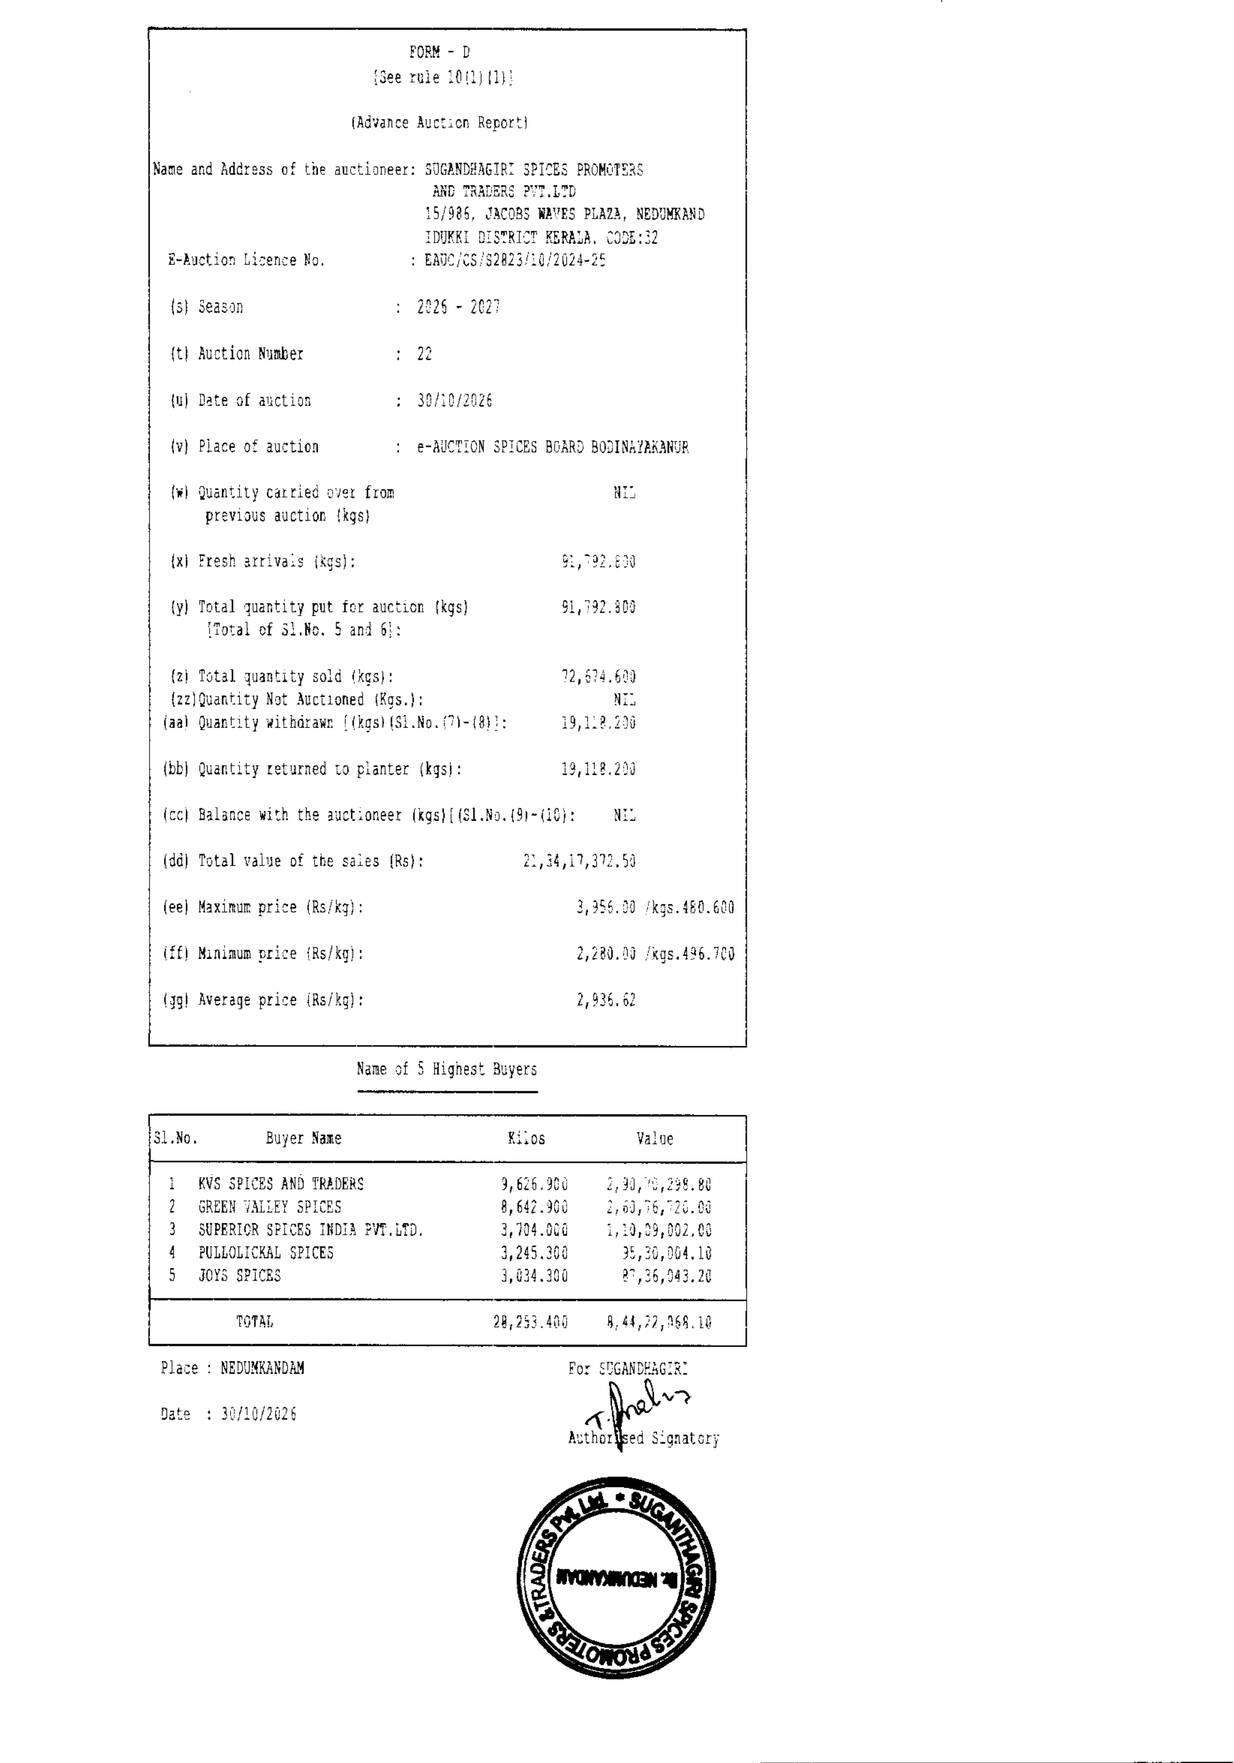 FORM - D
[See rule 10(1)(1)]
(Advance Auction Report)
Name and Address of the auctioneer: SUGANDHAGIRI SPICES PROMOTERS
AND TRADERS PVT.LTD
15/986, JACOBS WAVES PLAZA, NEDUMKAND
IDUKKI DISTRICT KERALA. CODE:32
E-Auction Licence No. : EAUC/CS/S2823/10/2024-25
(s) Season : 2026 - 2027
(t) Auction Number : 22
(u) Date of auction : 30/10/2026
(v) Place of auction : e-AUCTION SPICES BOARD BODINAYAKANUR
(w) Quantity carried over from NIL
previous auction (kgs)
(x) Fresh arrivals (kgs): 91,792.800
(y) Total quantity put for auction (kgs) 91,792.800
[Total of Sl.No. 5 and 6]:
(z) Total quantity sold (kgs): 72,674.600
(zz)Quantity Not Auctioned (Kgs.): NIL
(aa) Quantity withdrawn [(kgs)(Sl.No.(7)-(8)]: 19,118.200
(bb) Quantity returned to planter (kgs): 19,118.200
(cc) Balance with the auctioneer (kgs)[(Sl.No.(9)-(10): NIL
(dd) Total value of the sales (Rs): 21,34,17,372.50
(ee) Maximum price (Rs/kg): 3,956.00 /kgs.480.600
(ff) Minimum price (Rs/kg): 2,280.00 /kgs.496.700
(gg) Average price (Rs/kg): 2,936.62
Name of 5 Highest Buyers
Sl.No. Buyer Name Kilos Value
1 KVS SPICES AND TRADERS 9,626.900
2 GREEN VALLEY SPICES 8,642.900
3 SUPERIOR SPICES INDIA PVT.LTD. 3,704.000 1,10,09,002.00
4 PULLOLICKAL SPICES 3,245.300 95,30,004.10
5 JOYS SPICES 3,034.300 87,36,043.20
TOTAL 28,253.400
Place : NEDUMKANDAM For SUGANDHAGIRI
Date : 30/10/2026
Authorised Signatory
SUGANTHAGIRI SPICES PROMOTERS & TRADERS Pvt. Ltd. *
Br. NEDUMKANDAM